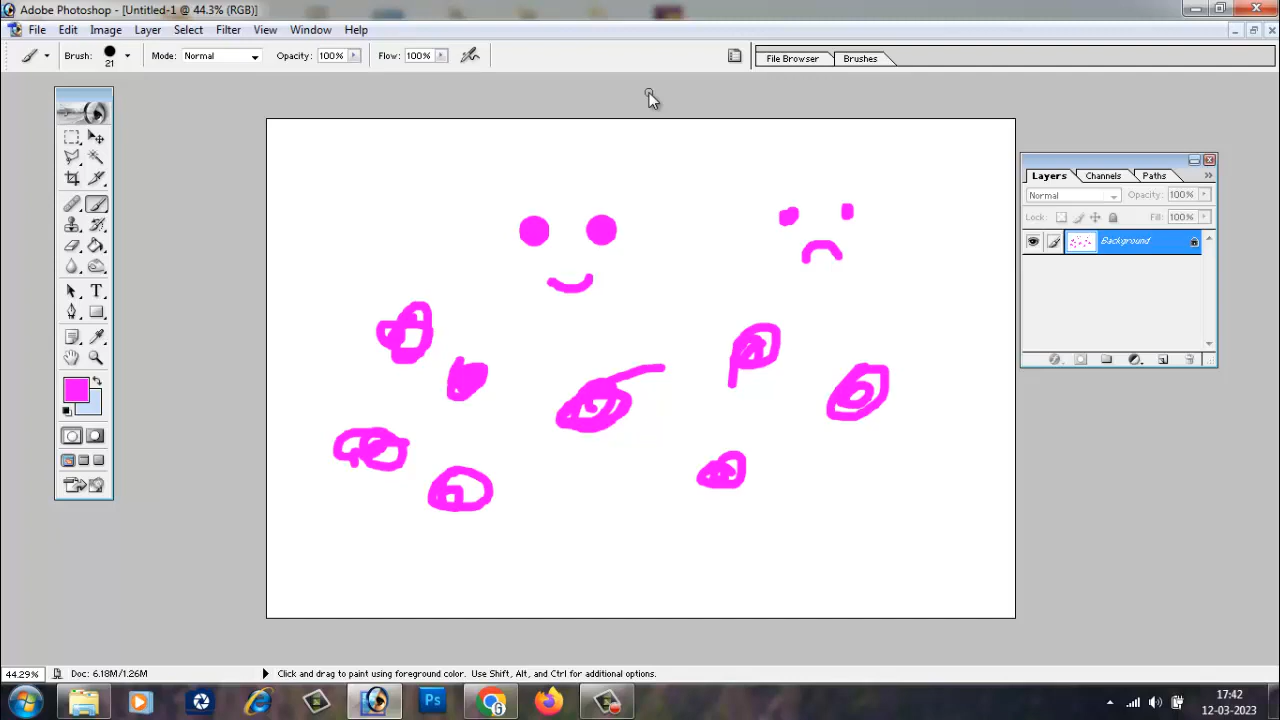 Adobe Photoshop - [Untitled-1 @ 44.3% (RGB)]
File Edit Image Layer Select Filter View Window Help
Brush: 21 Mode: Normal Opacity: 100% Flow: 100% File Browser Brushes
Layers Channels Paths
Normal Opacity: 100%
Lock: Fill: 100%
Background
T
44.29% Doc: 6.18M/1.26M Click and drag to paint using foreground color. Use Shift, Alt, and Ctrl for additional options.
Ps
17:42
12-03-2023